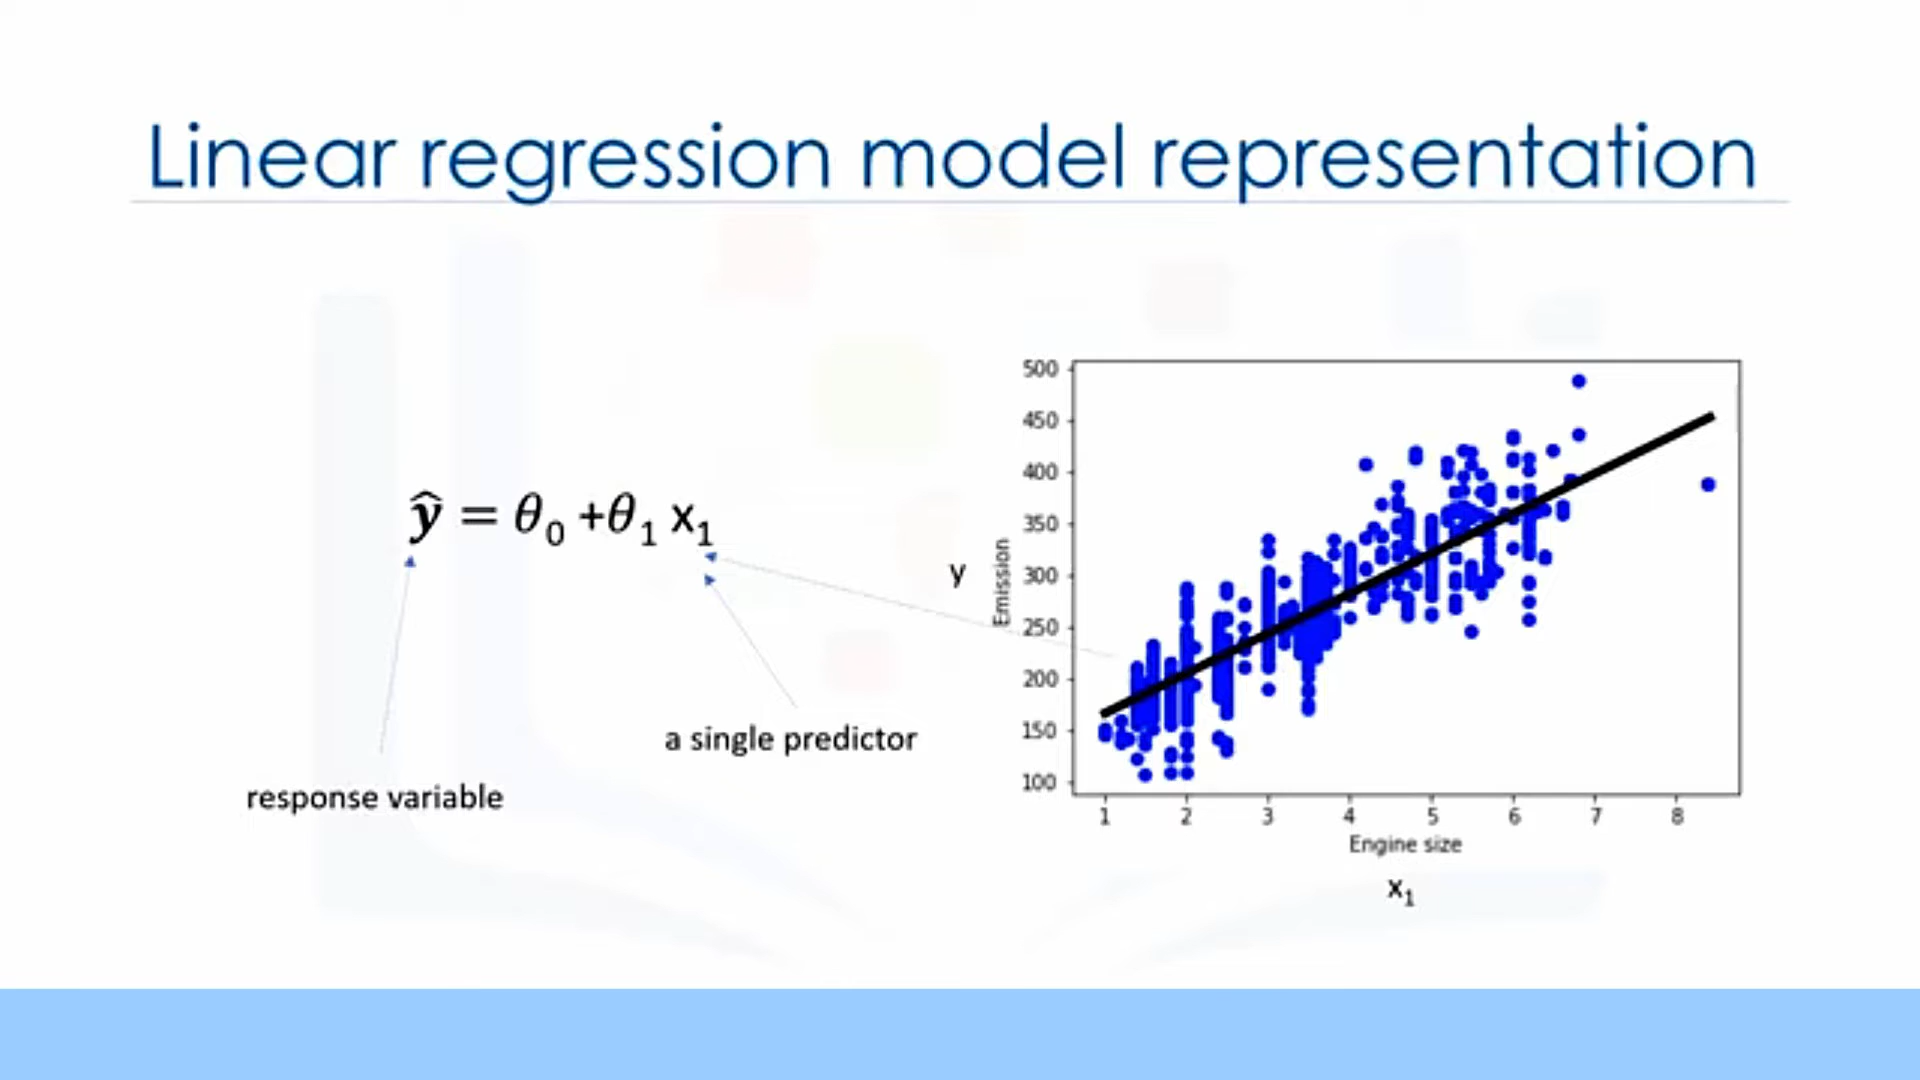 Linear regression model representation
ŷ = θ₀ +θ₁ x₁
response variable
a single predictor
y
Emission
500
450
400
350
300
250
200
150
100
1 2 3 4 5 6 7 8
Engine size
x₁